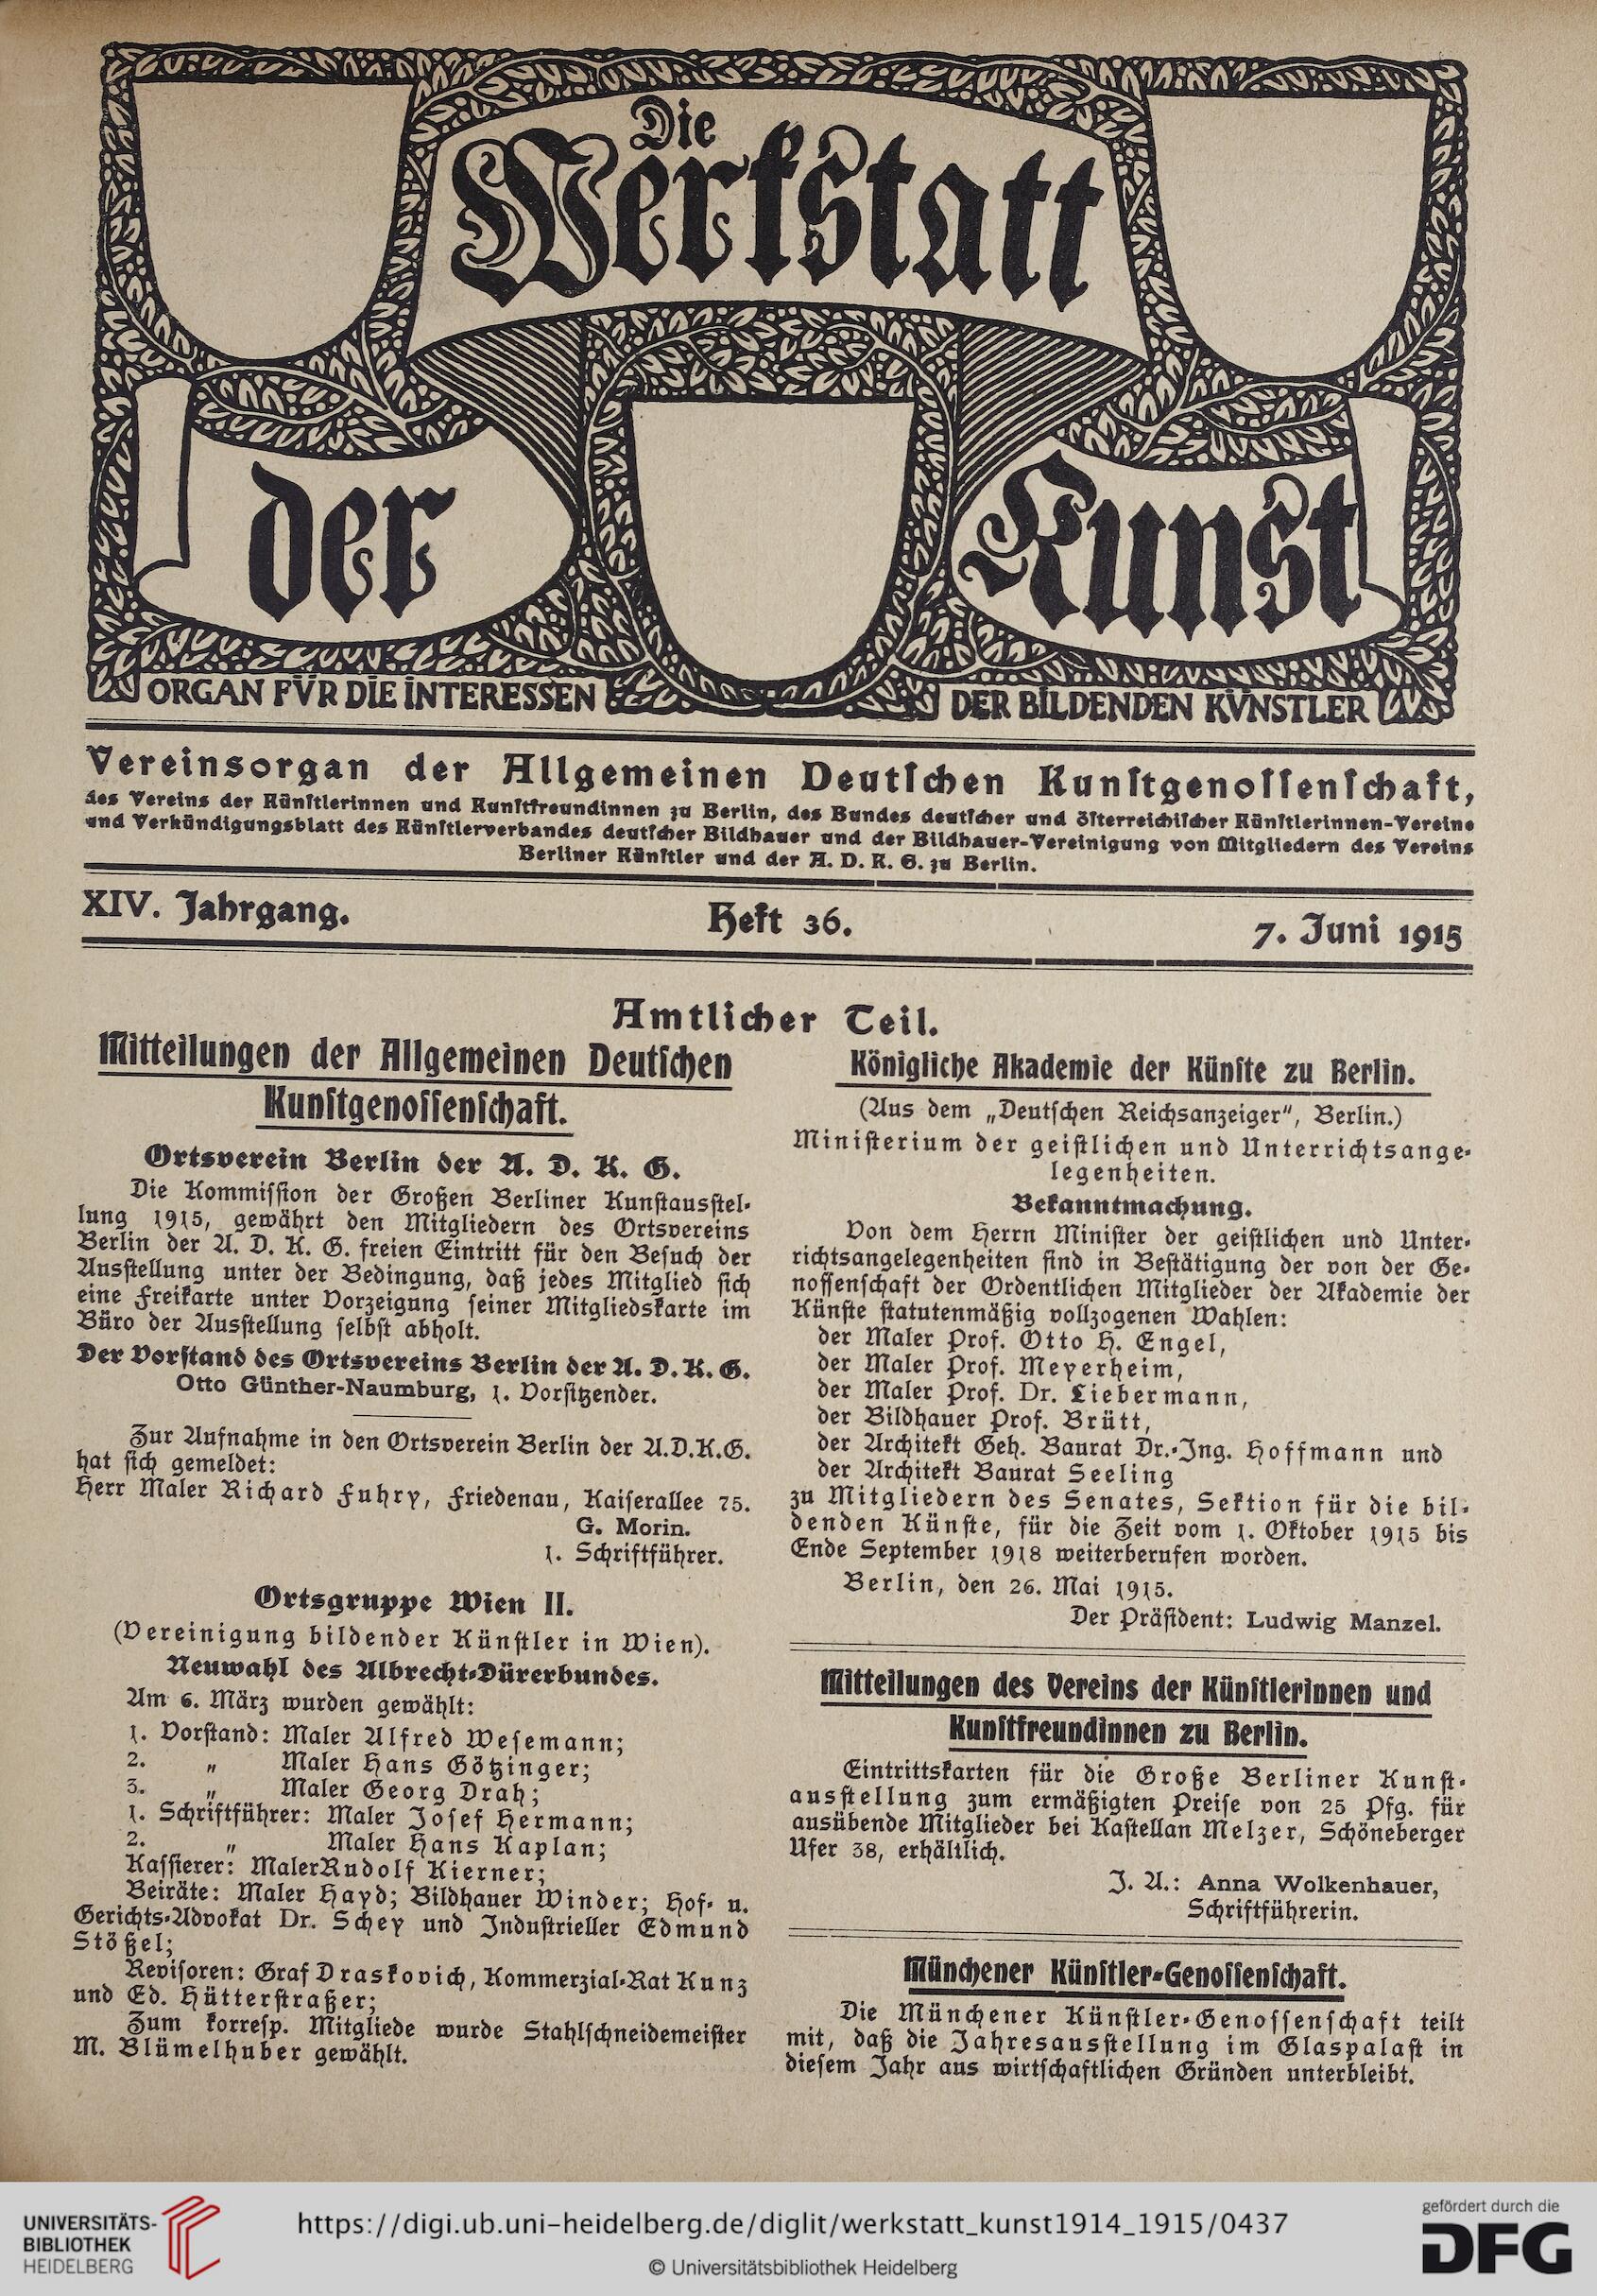 Die
Werkstatt
der
Kunst
ORGAN FÜR DIE INTERESSEN
DER BILDENDEN KÜNSTLER
Vereinsorgan der Allgemeinen Deutſchen Kunſtgenoſſenſchaft,
des Vereins der Künſtlerinnen und Kunſtfreundinnen zu Berlin, des Bundes deutſcher und öſterreichiſcher Künſtlerinnen-Vereine
und Verkündigungsblatt des Künſtlerverbandes deutſcher Bildhauer und der Bildhauer-Vereinigung von Mitgliedern des Vereins
Berliner Künſtler und der A. D. K. G. zu Berlin.
XIV. Jahrgang.
Heft 36.
7. Juni 1915
Amtlicher Teil.
Mitteilungen der Allgemeinen Deutſchen
Kunſtgenoſſenſchaft.
Ortsverein Berlin der A. D. K. G.
Die Kommiſſion der Großen Berliner Kunſtausſtel-
lung 1915, gewährt den Mitgliedern des Ortsvereins
Berlin der A. D. K. G. freien Eintritt für den Beſuch der
Ausſtellung unter der Bedingung, daß jedes Mitglied ſich
eine Freikarte unter Vorzeigung ſeiner Mitgliedskarte im
Büro der Ausſtellung ſelbſt abholt.
Der Vorſtand des Ortsvereins Berlin der A. D. K. G.
Otto Günther-Naumburg, 1. Vorſitzender.
Zur Aufnahme in den Ortsverein Berlin der A.D.K.G.
hat ſich gemeldet:
Herr Maler Richard Fuhry, Friedenau, Kaiſerallee 75.
G. Morin.
1. Schriftführer.
Ortsgruppe Wien II.
(Vereinigung bildender Künſtler in Wien).
Neuwahl des Albrecht-Dürerbundes.
Am 6. März wurden gewählt:
1. Vorſtand: Maler Alfred Weſemann;
2. „ Maler Hans Götzinger;
3. „ Maler Georg Drah;
1. Schriftführer: Maler Joſef Hermann;
2. „ Maler Hans Kaplan;
Kaſſierer: MalerRudolf Kierner;
Beiräte: Maler Hayd; Bildhauer Winder; Hof- u.
Gerichts-Advokat Dr. Schey und Induſtrieller Edmund
Stößel;
Reviſoren: Graf Draskovich, Kommerzial-Rat Kunz
und Ed. Hütterſtraßer;
Zum korreſp. Mitgliede wurde Stahlſchneidemeiſter
M. Blümelhuber gewählt.
Königliche Akademie der Künſte zu Berlin.
(Aus dem „Deutſchen Reichsanzeiger“, Berlin.)
Miniſterium der geiſtlichen und Unterrichtsange-
legenheiten.
Bekanntmachung.
Von dem Herrn Miniſter der geiſtlichen und Unter-
richtsangelegenheiten ſind in Beſtätigung der von der Ge-
noſſenſchaft der Ordentlichen Mitglieder der Akademie der
Künſte ſtatutenmäßig vollzogenen Wahlen:
der Maler Prof. Otto H. Engel,
der Maler Prof. Meyerheim,
der Maler Prof. Dr. Liebermann,
der Bildhauer Prof. Brütt,
der Architekt Geh. Baurat Dr.-Ing. Hoffmann und
der Architekt Baurat Seeling
zu Mitgliedern des Senates, Sektion für die bil-
denden Künſte, für die Zeit vom 1. Oktober 1915 bis
Ende September 1918 weiterberufen worden.
Berlin, den 26. Mai 1915.
Der Präſident: Ludwig Manzel.
Mitteilungen des Vereins der Künſtlerinnen und
Kunſtfreundinnen zu Berlin.
Eintrittskarten für die Große Berliner Kunſt-
ausſtellung zum ermäßigten Preiſe von 25 Pfg. für
ausübende Mitglieder bei Kaſtellan Melzer, Schöneberger
Ufer 38, erhältlich.
J. A.: Anna Wolkenhauer,
Schriftführerin.
Münchener Künſtler-Genoſſenſchaft.
Die Münchener Künſtler-Genoſſenſchaft teilt
mit, daß die Jahresausſtellung im Glaspalaſt in
dieſem Jahr aus wirtſchaftlichen Gründen unterbleibt.
UNIVERSITÄTS-
BIBLIOTHEK
HEIDELBERG
https://digi.ub.uni-heidelberg.de/diglit/werkstatt_kunst1914_1915/0437
© Universitätsbibliothek Heidelberg
gefördert durch die
DFG